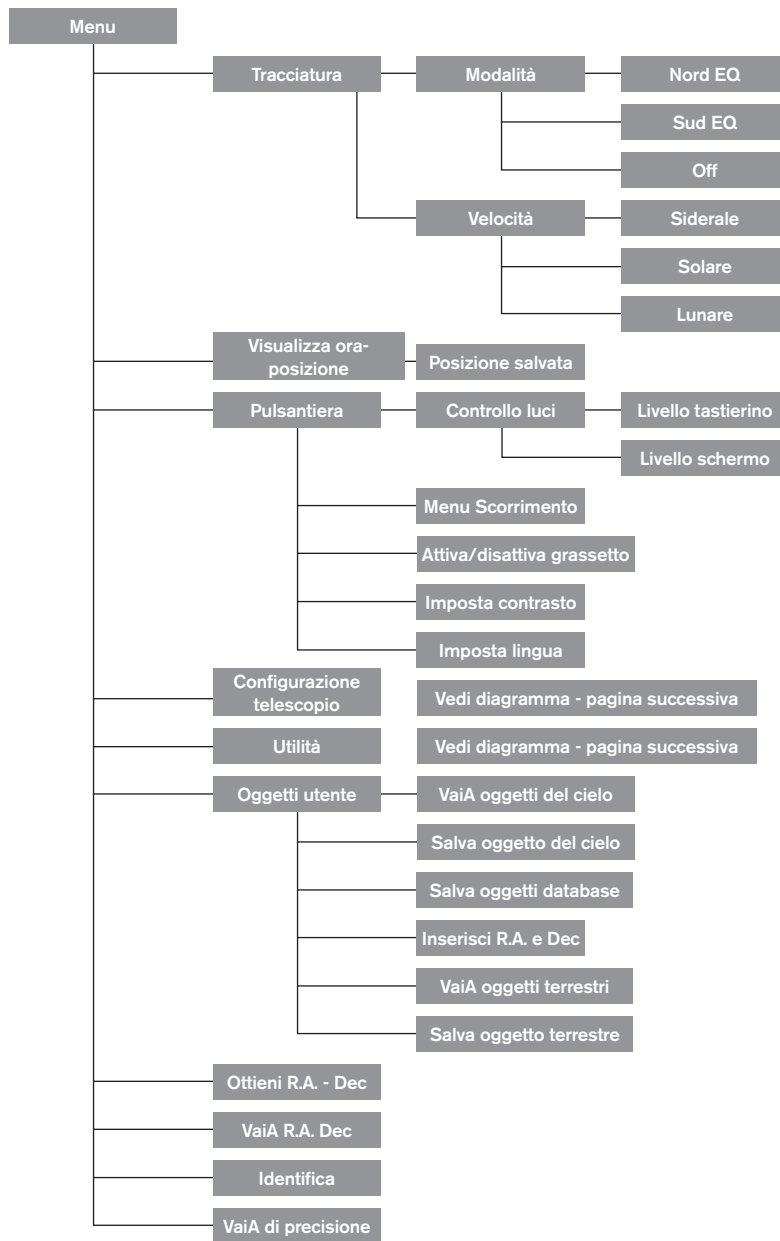 Menu
Tracciatura
Modalità
Nord EQ
Sud EQ
Off
Velocità
Siderale
Solare
Lunare
Visualizza ora-
posizione
Posizione salvata
Pulsantiera
Controllo luci
Livello tastierino
Livello schermo
Menu Scorrimento
Attiva/disattiva grassetto
Imposta contrasto
Imposta lingua
Configurazione
telescopio
Vedi diagramma - pagina successiva
Utilità
Vedi diagramma - pagina successiva
Oggetti utente
VaiA oggetti del cielo
Salva oggetto del cielo
Salva oggetti database
Inserisci R.A. e Dec
VaiA oggetti terrestri
Salva oggetto terrestre
Ottieni R.A. - Dec
VaiA R.A. Dec
Identifica
VaiA di precisione